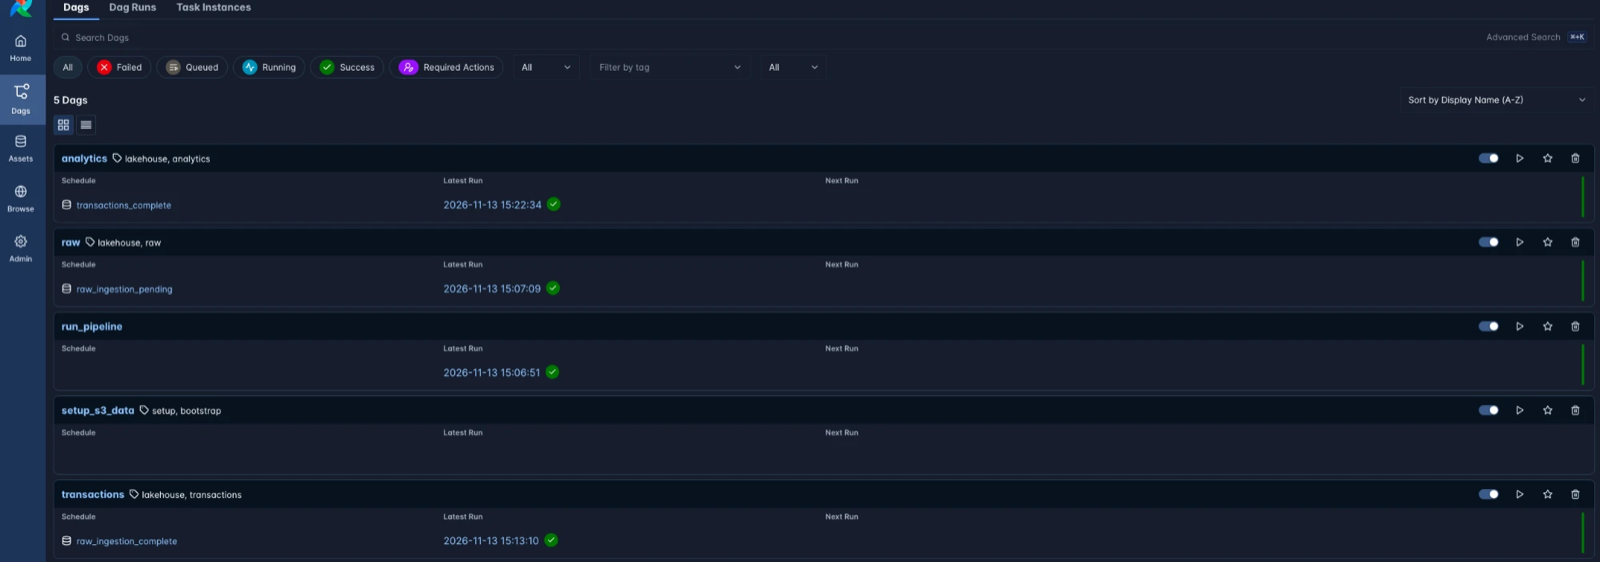 Dags Dag Runs Task Instances
Search Dags Advanced Search ⌘+K
Home
All Failed Queued Running Success Required Actions All Filter by tag All
Dags
5 Dags Sort by Display Name (A-Z)
Assets
Browse
Admin
analytics lakehouse, analytics
Schedule Latest Run Next Run
transactions_complete 2026-11-13 15:22:34
raw lakehouse, raw
Schedule Latest Run Next Run
raw_ingestion_pending 2026-11-13 15:07:09
run_pipeline
Schedule Latest Run Next Run
2026-11-13 15:06:51
setup_s3_data setup, bootstrap
Schedule Latest Run Next Run
transactions lakehouse, transactions
Schedule Latest Run Next Run
raw_ingestion_complete 2026-11-13 15:13:10